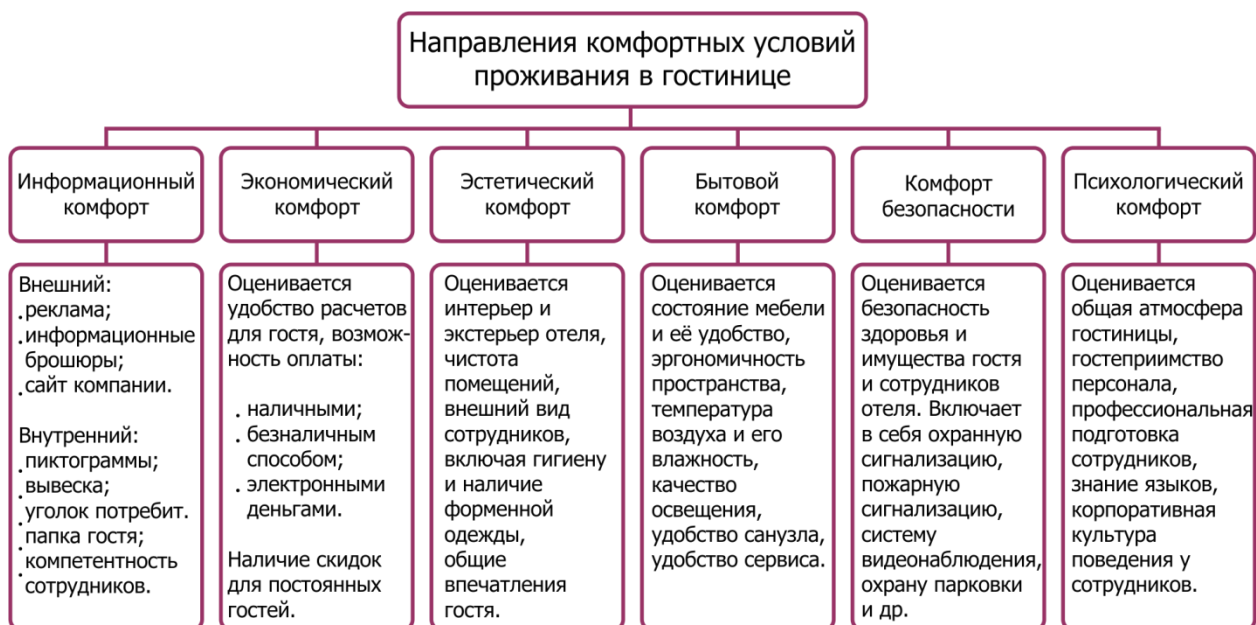 Направления комфортных условий
проживания в гостинице
Информационный
комфорт
Экономический
комфорт
Эстетический
комфорт
Бытовой
комфорт
Комфорт
безопасности
Психологический
комфорт
Внешний:
. реклама;
. информационные
брошюры;
. сайт компании.
Внутренний:
. пиктограммы;
. вывеска;
. уголок потребит.
. папка гостя;
. компетентность
сотрудников.
Оценивается
удобство расчетов
для гостя, возмож-
ность оплаты:
. наличными;
. безналичным
способом;
. электронными
деньгами.
Наличие скидок
для постоянных
гостей.
Оценивается
интерьер и
экстерьер отеля,
чистота
помещений,
внешний вид
сотрудников,
включая гигиену
и наличие
форменной
одежды,
общие
впечатления
гостя.
Оценивается
состояние мебели
и её удобство,
эргономичность
пространства,
температура
воздуха и его
влажность,
качество
освещения,
удобство санузла,
удобство сервиса.
Оценивается
безопасность
здоровья и
имущества гостя
и сотрудников
отеля. Включает
в себя охранную
сигнализацию,
пожарную
сигнализацию,
систему
видеонаблюдения,
охрану парковки
и др.
Оценивается
общая атмосфера
гостиницы,
гостеприимство
персонала,
профессиональная
подготовка
сотрудников,
знание языков,
корпоративная
культура
поведения у
сотрудников.